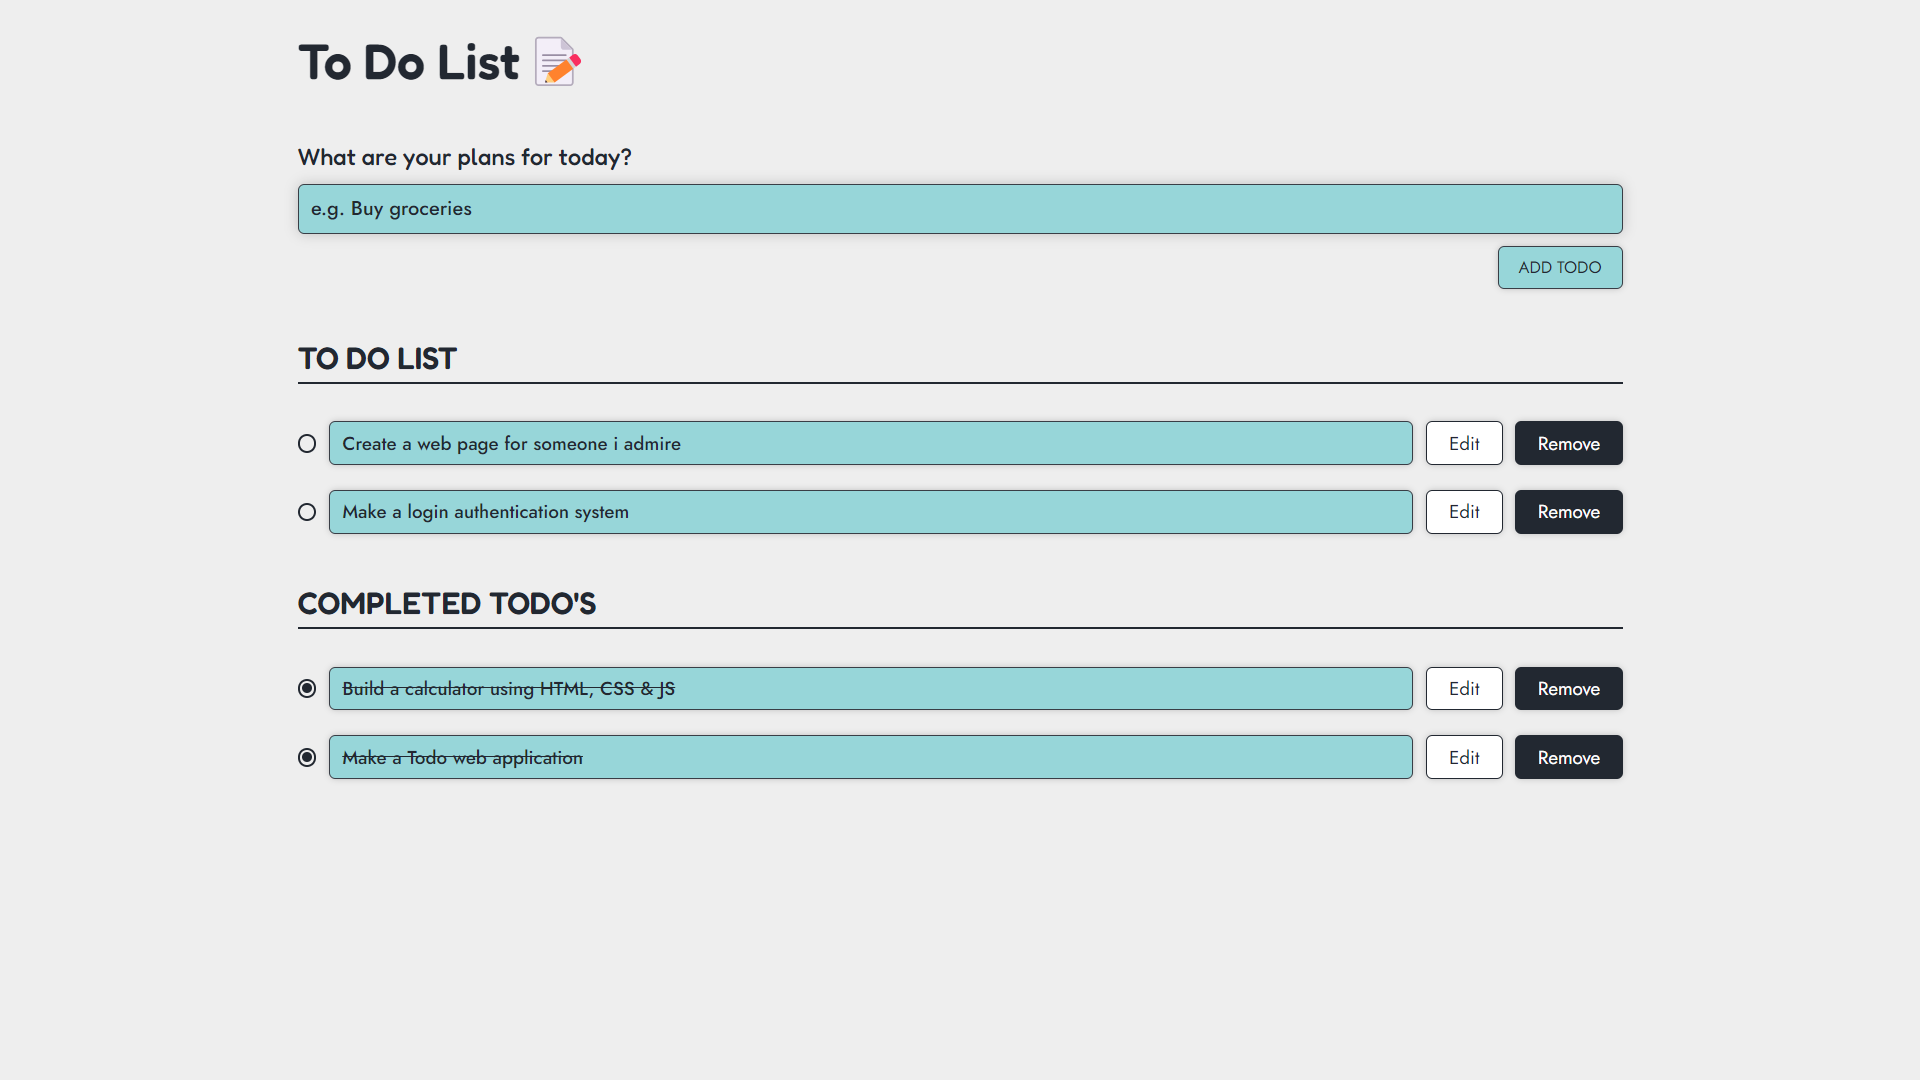 To Do List
What are your plans for today?
e.g. Buy groceries
ADD TODO
TO DO LIST
Create a web page for someone i admire Edit Remove
Make a login authentication system Edit Remove
COMPLETED TODO'S
Build a calculator using HTML, CSS & JS Edit Remove
Make a Todo web application Edit Remove